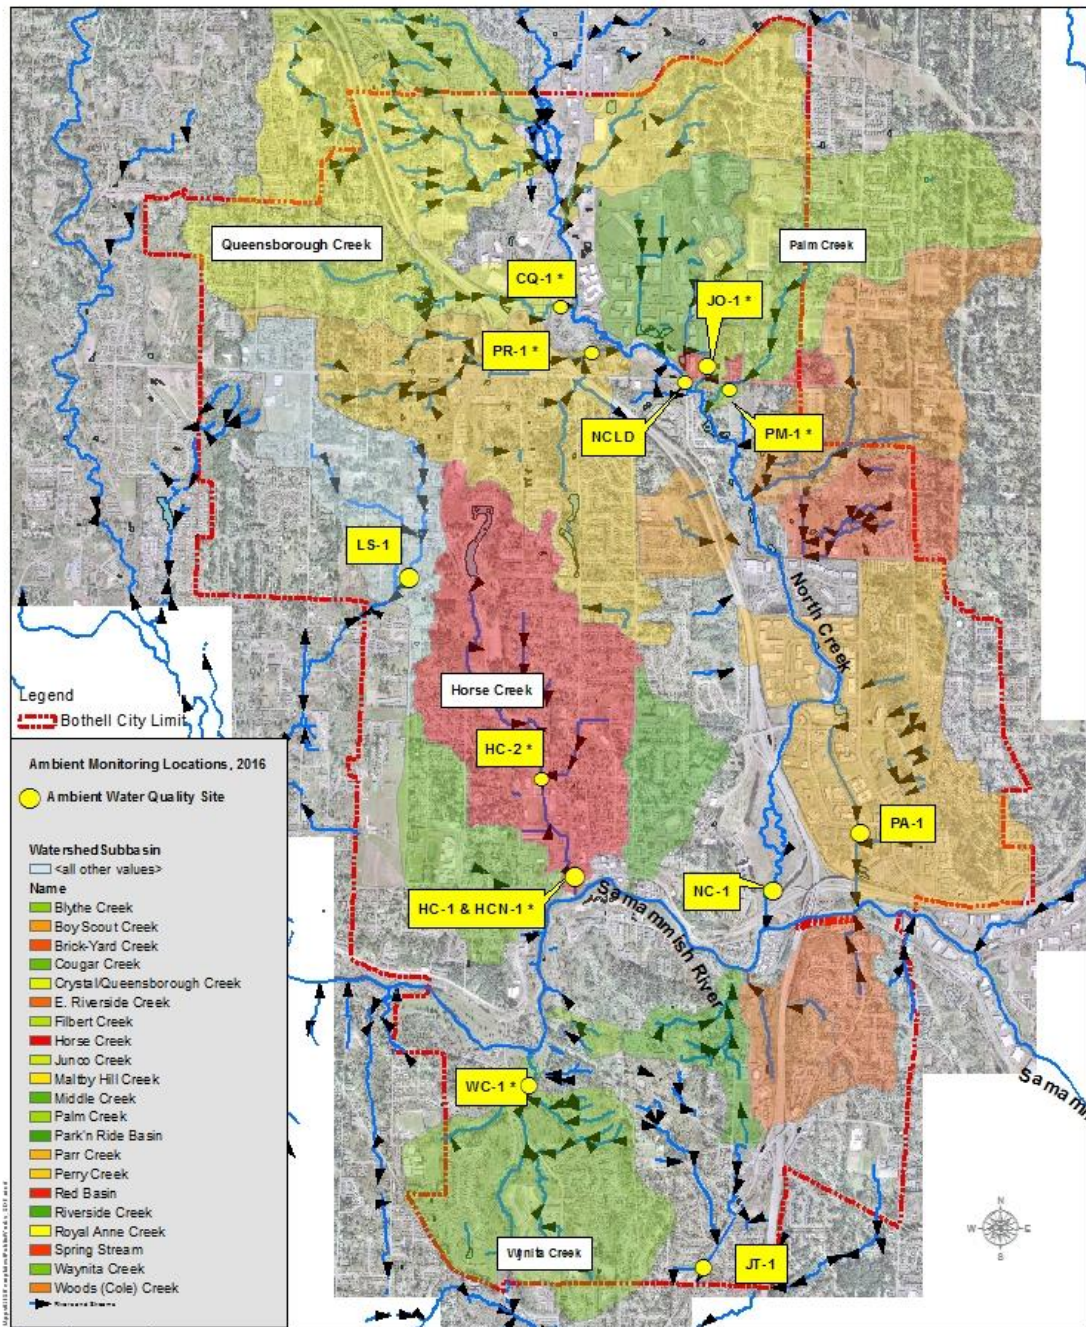 Queensborough Creek
Palm Creek
CQ-1 *
JO-1 *
PR-1 *
NCLD
PM-1 *
LS-1
North Creek
Horse Creek
HC-2 *
PA-1
HC-1 & HCN-1 *
NC-1
Samammish River
WC-1 *
Wynita Creek
JT-1
Samamm
N
W
E
S
Legend
Bothell City Limit
Ambient Monitoring Locations, 2016
Ambient Water Quality Site
Watershed Subbasin
<all other values>
Name
Blythe Creek
Boy Scout Creek
Brick-Yard Creek
Cougar Creek
Crystal/Queensborough Creek
E. Riverside Creek
Filbert Creek
Horse Creek
Junco Creek
Maltby Hill Creek
Middle Creek
Palm Creek
Park'n Ride Basin
Parr Creek
Perry Creek
Red Basin
Riverside Creek
Royal Anne Creek
Spring Stream
Waynita Creek
Woods (Cole) Creek
Rivers and Streams